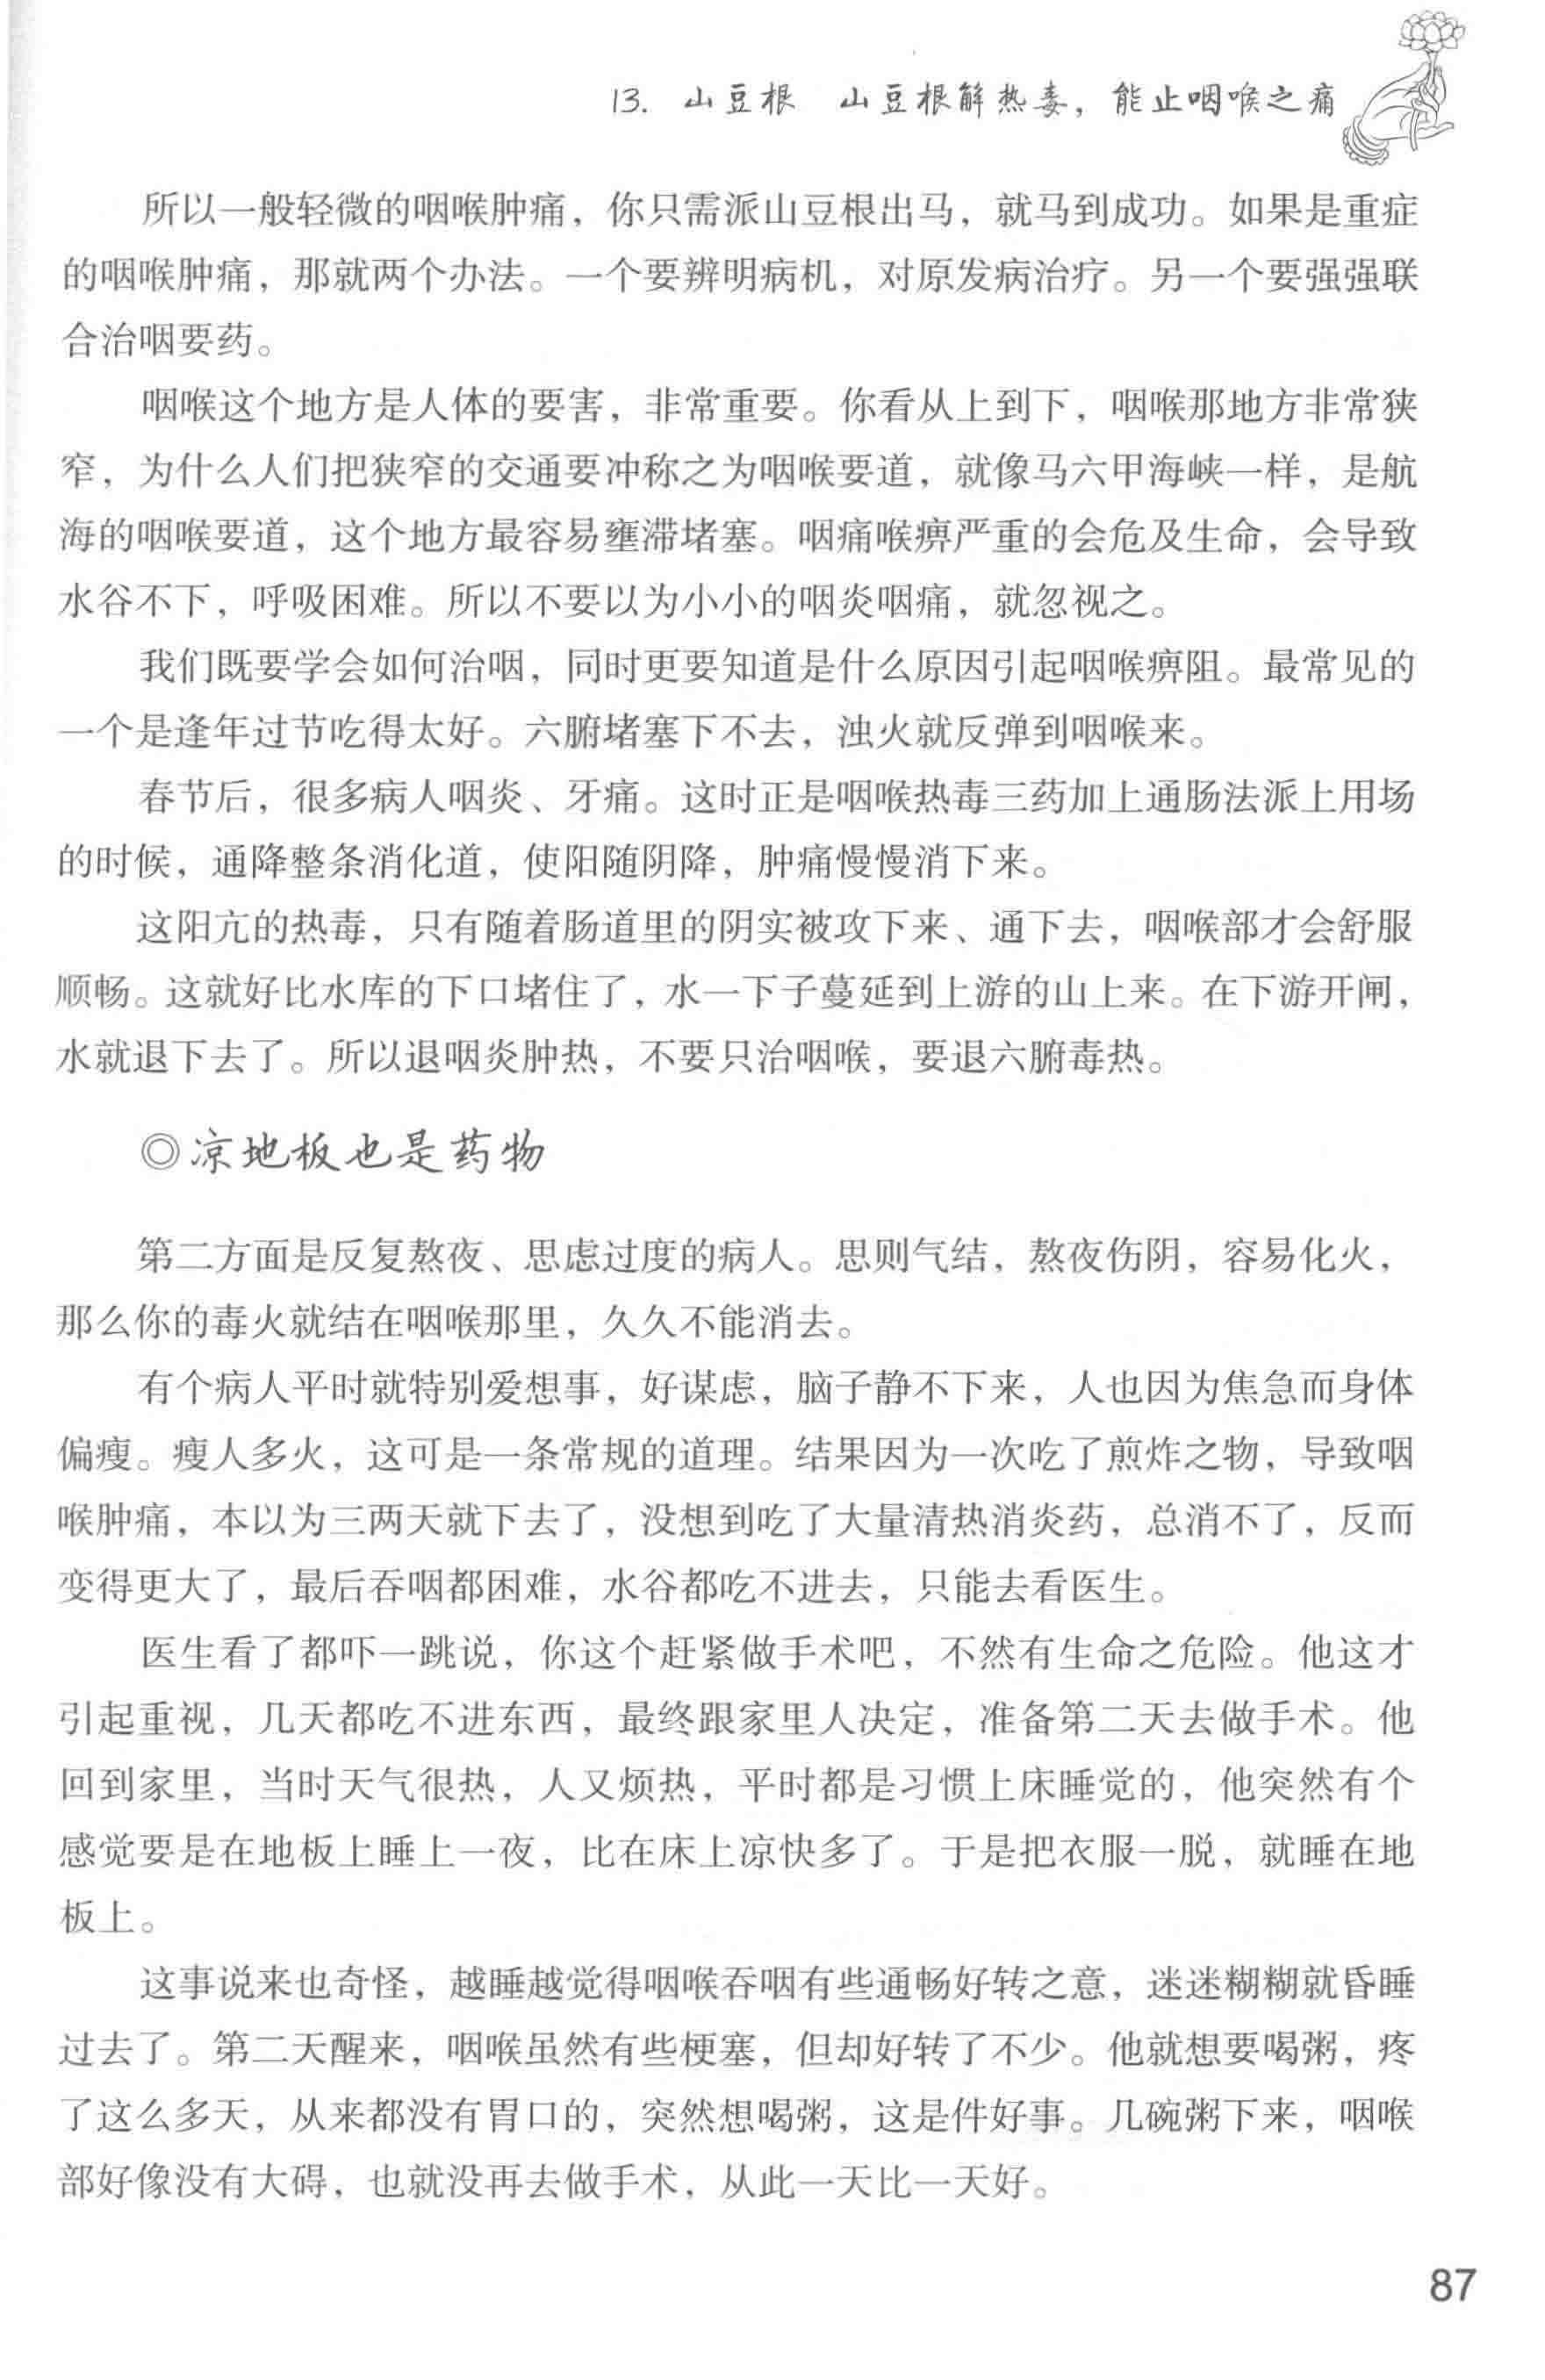 13. 山豆根 山豆根解热毒，能止咽喉之痛
所以一般轻微的咽喉肿痛，你只需派山豆根出马，就马到成功。如果是重症
的咽喉肿痛，那就两个办法。一个要辨明病机，对原发病治疗。另一个要强强联
合治咽要药。
咽喉这个地方是人体的要害，非常重要。你看从上到下，咽喉那地方非常狭
窄，为什么人们把狭窄的交通要冲称之为咽喉要道，就像马六甲海峡一样，是航
海的咽喉要道，这个地方最容易壅滞堵塞。咽痛喉痹严重的会危及生命，会导致
水谷不下，呼吸困难。所以不要以为小小的咽炎咽痛，就忽视之。
我们既要学会如何治咽，同时更要知道是什么原因引起咽喉痹阻。最常见的
一个是逢年过节吃得太好。六腑堵塞下不去，浊火就反弹到咽喉来。
春节后，很多病人咽炎、牙痛。这时正是咽喉热毒三药加上通肠法派上用场
的时候，通降整条消化道，使阳随阴降，肿痛慢慢消下来。
这阳亢的热毒，只有随着肠道里的阴实被攻下来、通下去，咽喉部才会舒服
顺畅。这就好比水库的下口堵住了，水一下子蔓延到上游的山上来。在下游开闸，
水就退下去了。所以退咽炎肿热，不要只治咽喉，要退六腑毒热。
◎凉地板也是药物
第二方面是反复熬夜、思虑过度的病人。思则气结，熬夜伤阴，容易化火，
那么你的毒火就结在咽喉那里，久久不能消去。
有个病人平时就特别爱想事，好谋虑，脑子静不下来，人也因为焦急而身体
偏瘦。瘦人多火，这可是一条常规的道理。结果因为一次吃了煎炸之物，导致咽
喉肿痛，本以为三两天就下去了，没想到吃了大量清热消炎药，总消不了，反而
变得更大了，最后吞咽都困难，水谷都吃不进去，只能去看医生。
医生看了都吓一跳说，你这个赶紧做手术吧，不然有生命之危险。他这才
引起重视，几天都吃不进东西，最终跟家里人决定，准备第二天去做手术。他
回到家里，当时天气很热，人又烦热，平时都是习惯上床睡觉的，他突然有个
感觉要是在地板上睡上一夜，比在床上凉快多了。于是把衣服一脱，就睡在地
板上。
这事说来也奇怪，越睡越觉得咽喉吞咽有些通畅好转之意，迷迷糊糊就昏睡
过去了。第二天醒来，咽喉虽然有些梗塞，但却好转了不少。他就想要喝粥，疼
了这么多天，从来都没有胃口的，突然想喝粥，这是件好事。几碗粥下来，咽喉
部好像没有大碍，也就没再去做手术，从此一天比一天好。
87